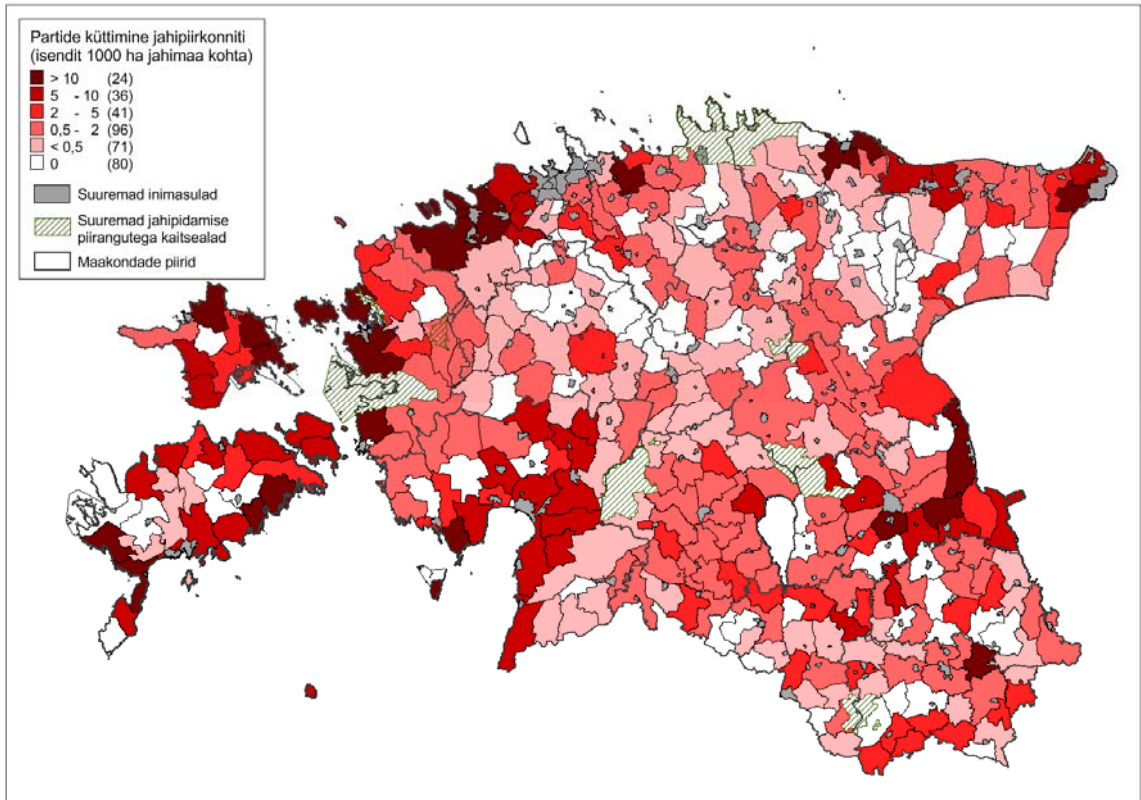 Partide küttimine jahipiirkonniti
(isendit 1000 ha jahimaa kohta)
> 10 (24)
5 - 10 (36)
2 - 5 (41)
0,5 - 2 (96)
< 0,5 (71)
0 (80)
Suuremad inimasulad
Suuremad jahipidamise
piirangutega kaitsealad
Maakondade piirid